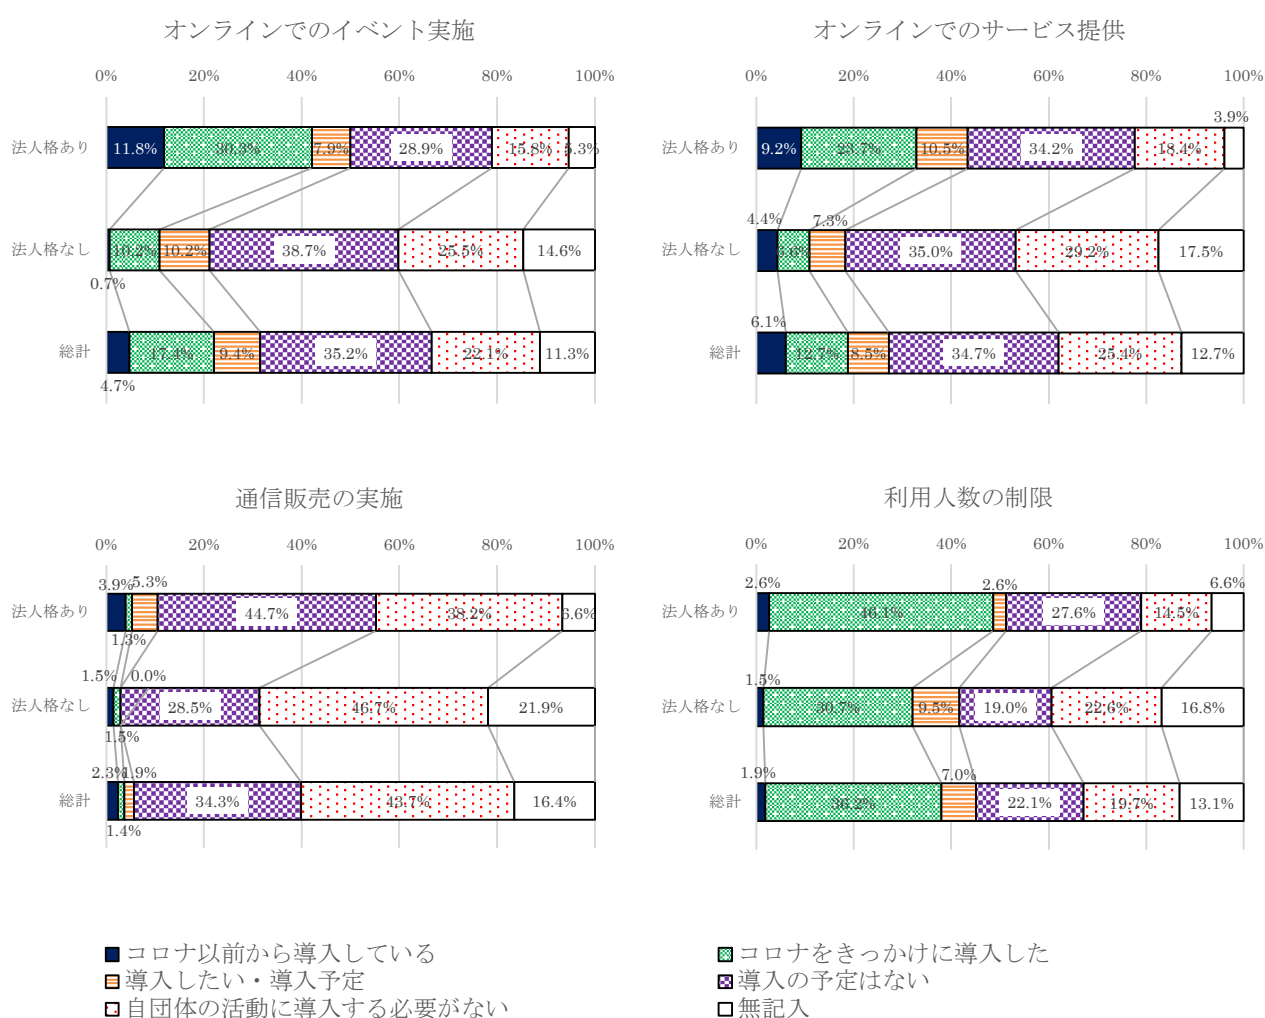 オンラインでのイベント実施
0% 20% 40% 60% 80% 100%
法人格あり 11.8% 30.3% 7.9% 28.9% 15.8% 5.3%
法人格なし 10.2% 10.2% 38.7% 25.5% 14.6%
0.7%
総計 17.4% 9.4% 35.2% 22.1% 11.3%
4.7%
オンラインでのサービス提供
0% 20% 40% 60% 80% 100%
3.9%
法人格あり 9.2% 23.7% 10.5% 34.2% 18.4%
4.4% 7.3%
法人格なし 6.6% 35.0% 29.2% 17.5%
6.1%
総計 12.7% 8.5% 34.7% 25.4% 12.7%
通信販売の実施
0% 20% 40% 60% 80% 100%
3.9% 5.3%
法人格あり 44.7% 38.2% 6.6%
1.3%
1.5% 0.0%
法人格なし 28.5% 46.7% 21.9%
1.5%
2.3% 1.9%
総計 34.3% 43.7% 16.4%
1.4%
利用人数の制限
0% 20% 40% 60% 80% 100%
2.6% 2.6% 6.6%
法人格あり 46.1% 27.6% 14.5%
1.5%
法人格なし 30.7% 9.5% 19.0% 22.6% 16.8%
1.9% 7.0%
総計 36.2% 22.1% 19.7% 13.1%
コロナ以前から導入している
コロナをきっかけに導入した
導入したい・導入予定
導入の予定はない
自団体の活動に導入する必要がない
無記入